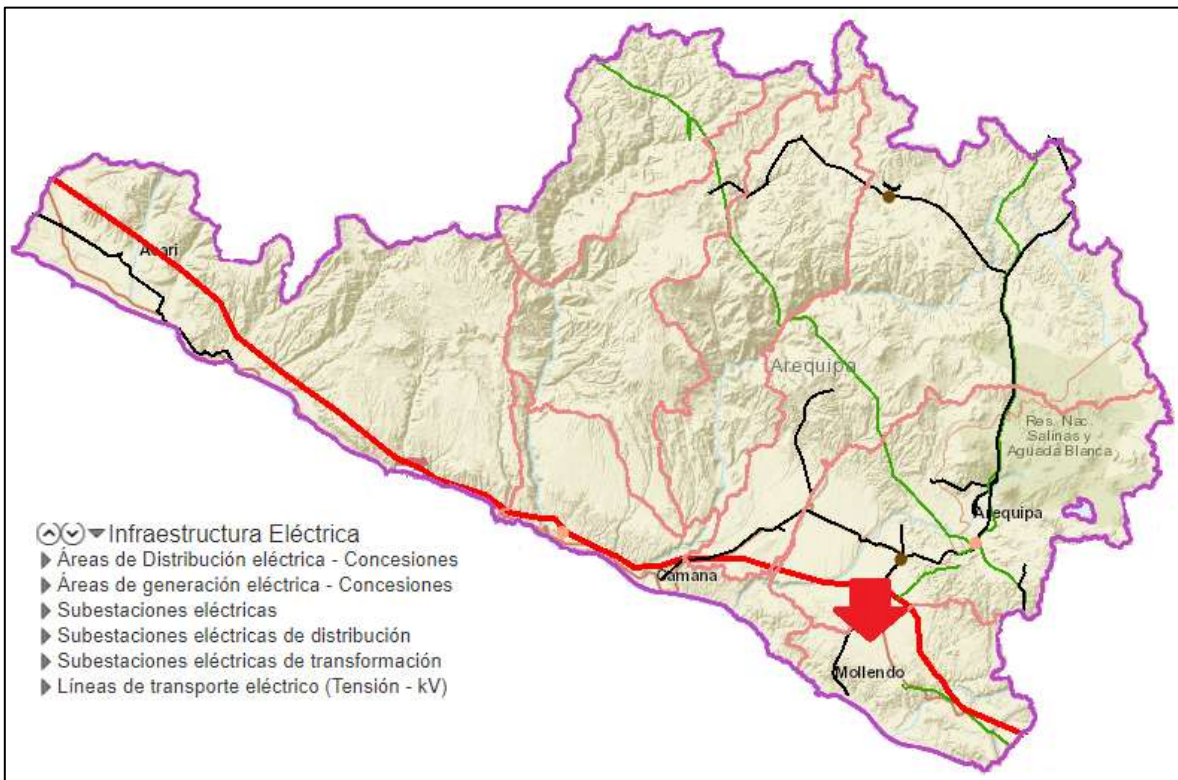 Acari
Arequipa
Res. Nac.
Salinas y
Aguada Blanca
Arequipa
Camana
Mollendo
Infraestructura Eléctrica
Áreas de Distribución eléctrica - Concesiones
Áreas de generación eléctrica - Concesiones
Subestaciones eléctricas
Subestaciones eléctricas de distribución
Subestaciones eléctricas de transformación
Líneas de transporte eléctrico (Tensión - kV)